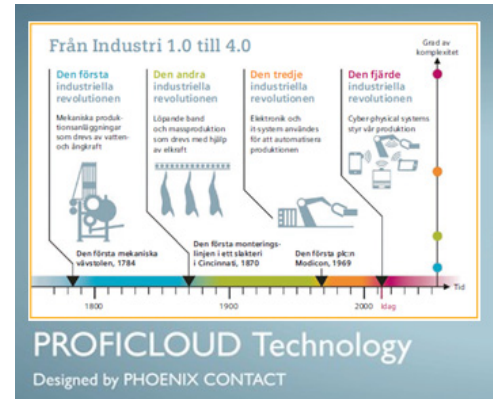 Från Industri 1.0 till 4.0
Grad av
komplexitet
Den första
industriella
revolutionen
Mekaniska produk-
tionsanläggningar
som drevs av vatten-
och ångkraft
Den andra
industriella
revolutionen
Löpande band
och massproduktion
som drevs med hjälp
av elkraft
Den tredje
industriella
revolutionen
Elektronik och
it-system användes
för att automatisera
produktionen
Den fjärde
industriella
revolutionen
Cyber-physical systems
styr vår produktion
Den första mekaniska
vävstolen, 1784
Den första monterings-
linjen i ett slakteri
i Cincinnati, 1870
Den första plc:n
Modicon, 1969
Tid
1800
1900
2000
idag
PROFICLOUD Technology
Designed by PHOENIX CONTACT